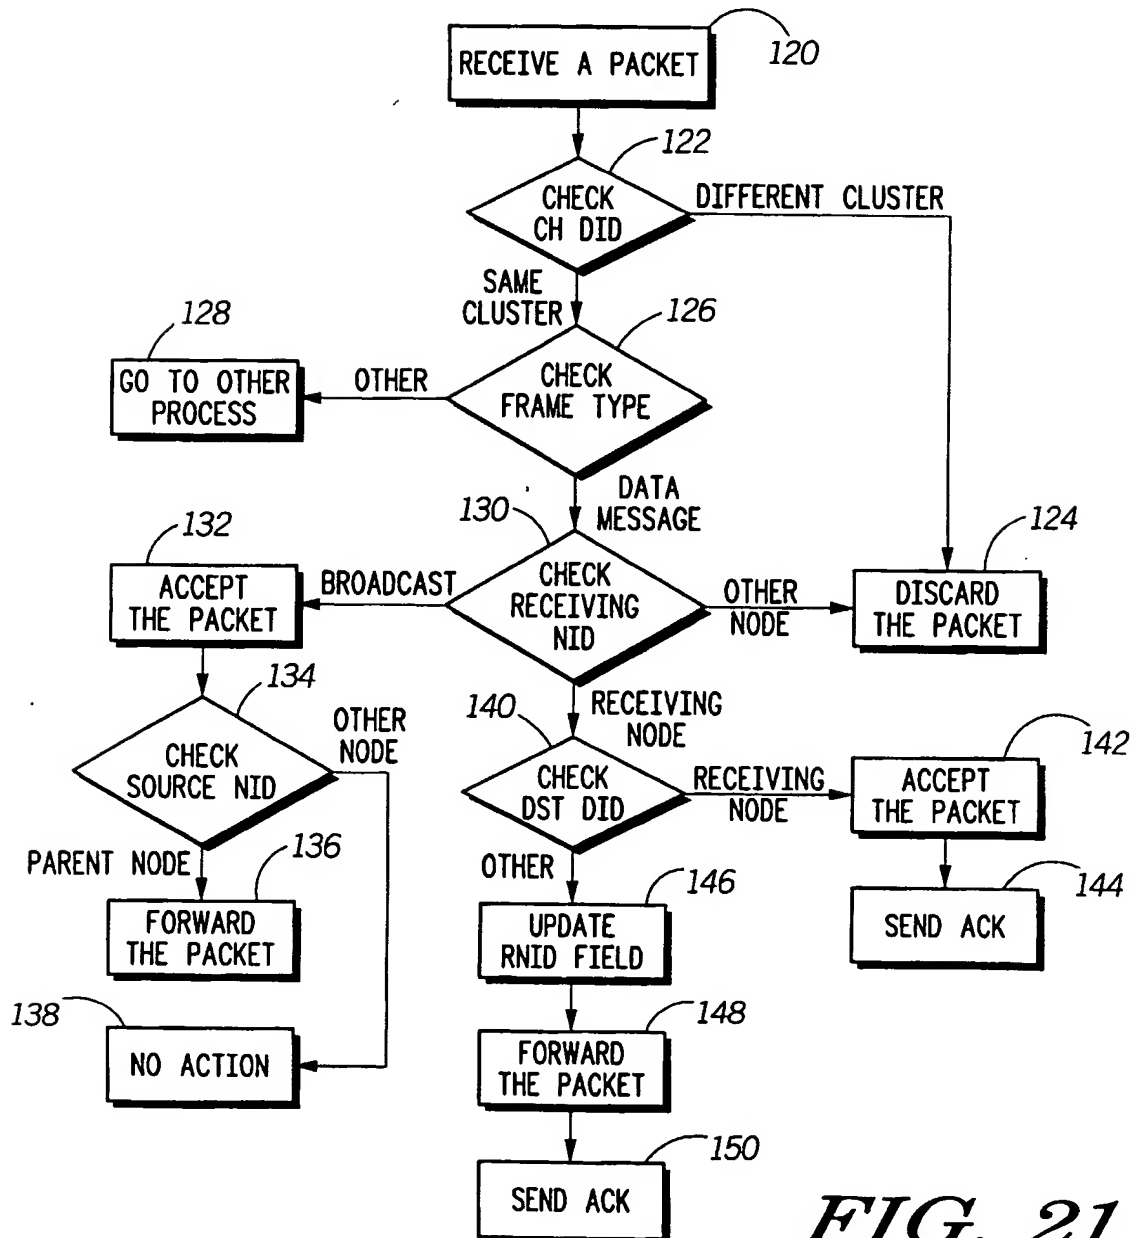 RECEIVE A PACKET
120
122
CHECK
CH DID
DIFFERENT CLUSTER
SAME
CLUSTER
126
CHECK
FRAME TYPE
OTHER
128
GO TO OTHER
PROCESS
DATA
MESSAGE
130
CHECK
RECEIVING
NID
OTHER
NODE
124
DISCARD
THE PACKET
BROADCAST
132
ACCEPT
THE PACKET
134
CHECK
SOURCE NID
OTHER
NODE
PARENT NODE
136
FORWARD
THE PACKET
138
NO ACTION
RECEIVING
NODE
140
CHECK
DST DID
RECEIVING
NODE
142
ACCEPT
THE PACKET
144
SEND ACK
OTHER
146
UPDATE
RNID FIELD
148
FORWARD
THE PACKET
150
SEND ACK
FIG. 21